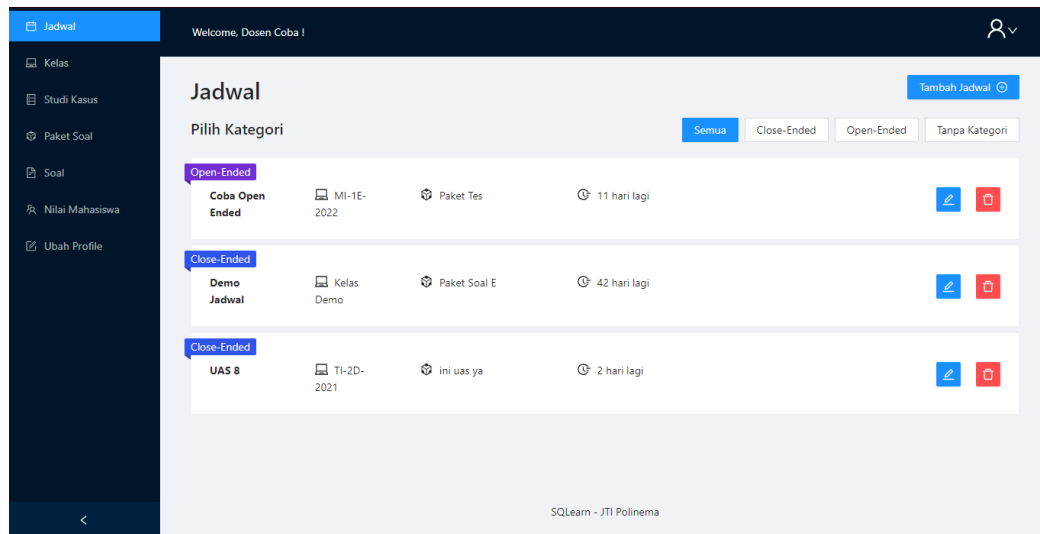 Jadwal
Kelas
Studi Kasus
Paket Soal
Soal
Nilai Mahasiswa
Ubah Profile
Welcome, Dosen Coba !
Jadwal
Tambah Jadwal
Pilih Kategori
Semua
Close-Ended
Open-Ended
Tanpa Kategori
Open-Ended
Coba Open
Ended
MI-1E-
2022
Paket Tes
11 hari lagi
Close-Ended
Demo
Jadwal
Kelas
Demo
Paket Soal E
42 hari lagi
Close-Ended
UAS 8
TI-2D-
2021
ini uas ya
2 hari lagi
SQLearn - JTI Polinema